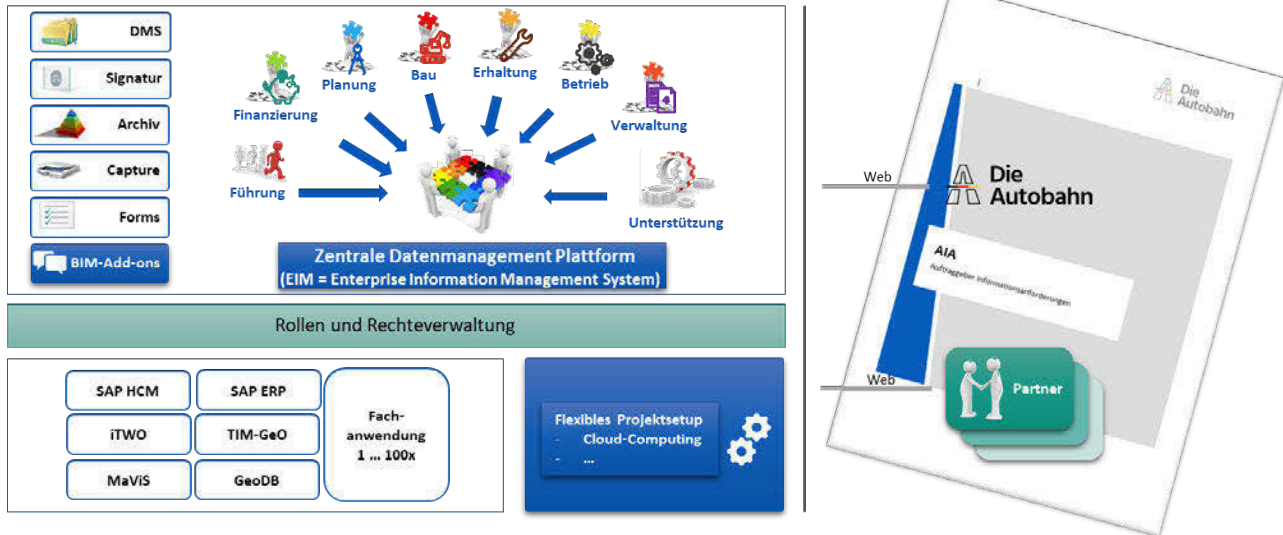 DMS
Signatur
Archiv
Capture
Forms
BIM-Add-ons
Führung
Finanzierung
Planung
Bau
Erhaltung
Betrieb
Verwaltung
Unterstützung
Zentrale Datenmanagement Plattform
(EIM = Enterprise Information Management System)
Rollen und Rechteverwaltung
SAP HCM
SAP ERP
iTWO
TIM-GeO
MaViS
GeoDB
Fach-
anwendung
1 ... 100x
Flexibles Projektsetup
- Cloud-Computing
- ...
Die
Autobahn
Web
Die
Autobahn
AIA
Auftraggeber Informationsanforderungen
Web
Partner